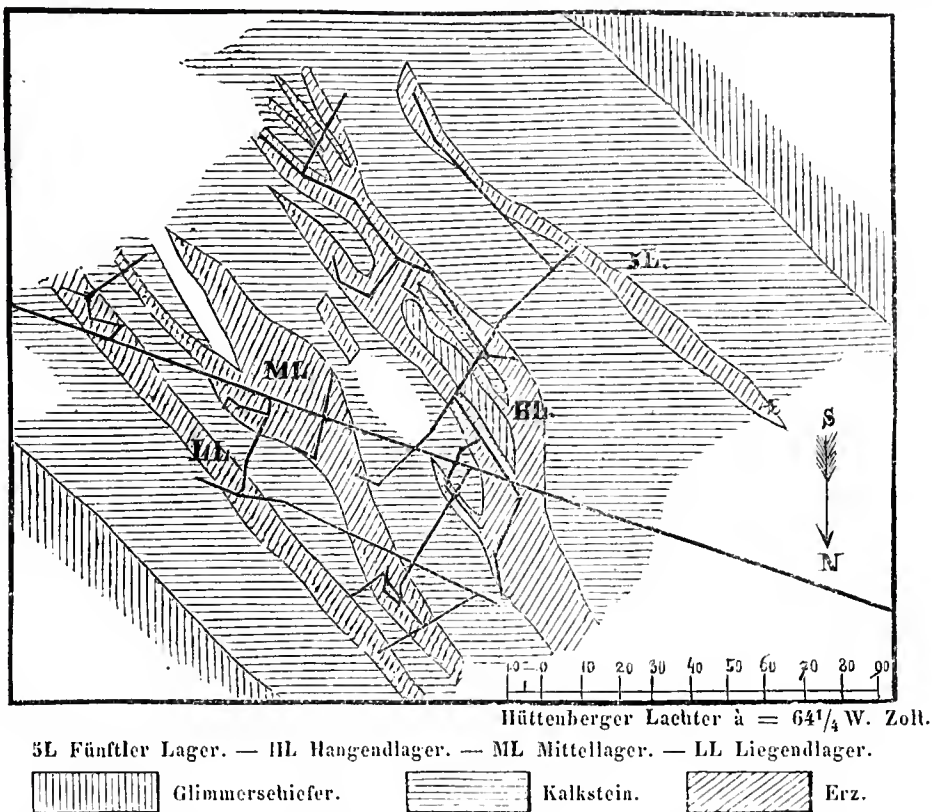 5L.
ML
HL.
LL.
S
N
10 0 10 20 30 40 50 60 70 80 90
Hüttenberger Lachter à = 64¹/₄ W. Zoll.
5L Fünftler Lager. — HL Hangendlager. — ML Mittellager. — LL Liegendlager.
Glimmerschiefer. Kalkstein. Erz.